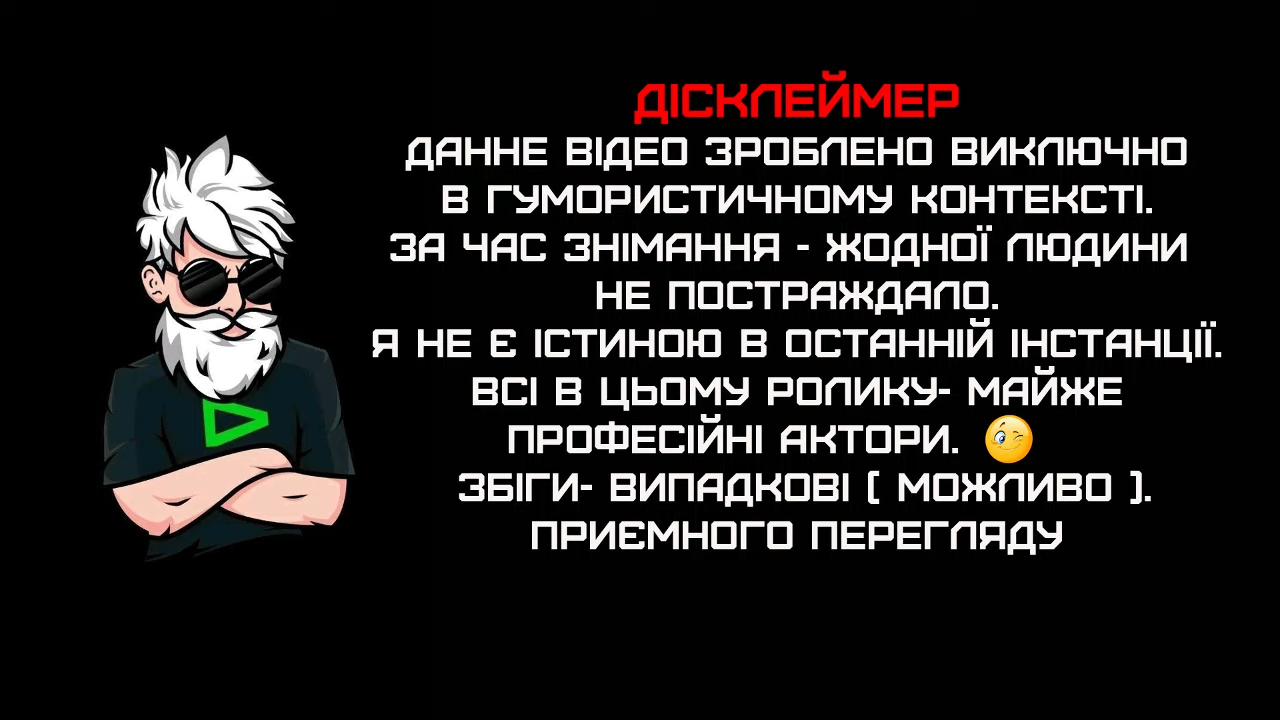 ДІСКЛЕЙМЕР
ДАННЕ ВІДЕО ЗРОБЛЕНО ВИКЛЮЧНО
В ГУМОРИСТИЧНОМУ КОНТЕКСТІ.
ЗА ЧАС ЗНІМАННЯ - ЖОДНОЇ ЛЮДИНИ
НЕ ПОСТРАЖДАЛО.
Я НЕ Є ІСТИНОЮ В ОСТАННІЙ ІНСТАНЦІЇ.
ВСІ В ЦЬОМУ РОЛИКУ- МАЙЖЕ
ПРОФЕСІЙНІ АКТОРИ. 😉
ЗБІГИ- ВИПАДКОВІ ( МОЖЛИВО ).
ПРИЄМНОГО ПЕРЕГЛЯДУ